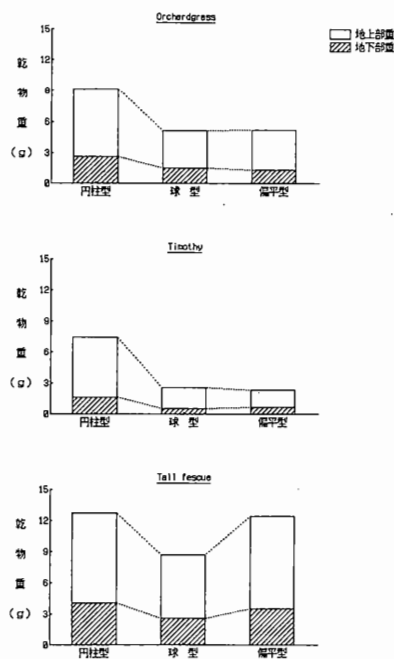 Orcherdgrass
地上部重
地下部重
15
12
9
6
3
0
乾物重(g)
円柱型 球型 偏平型
Timothy
15
12
9
6
3
0
乾物重(g)
円柱型 球型 偏平型
Tall fescue
15
12
9
6
3
0
乾物重(g)
円柱型 球型 偏平型